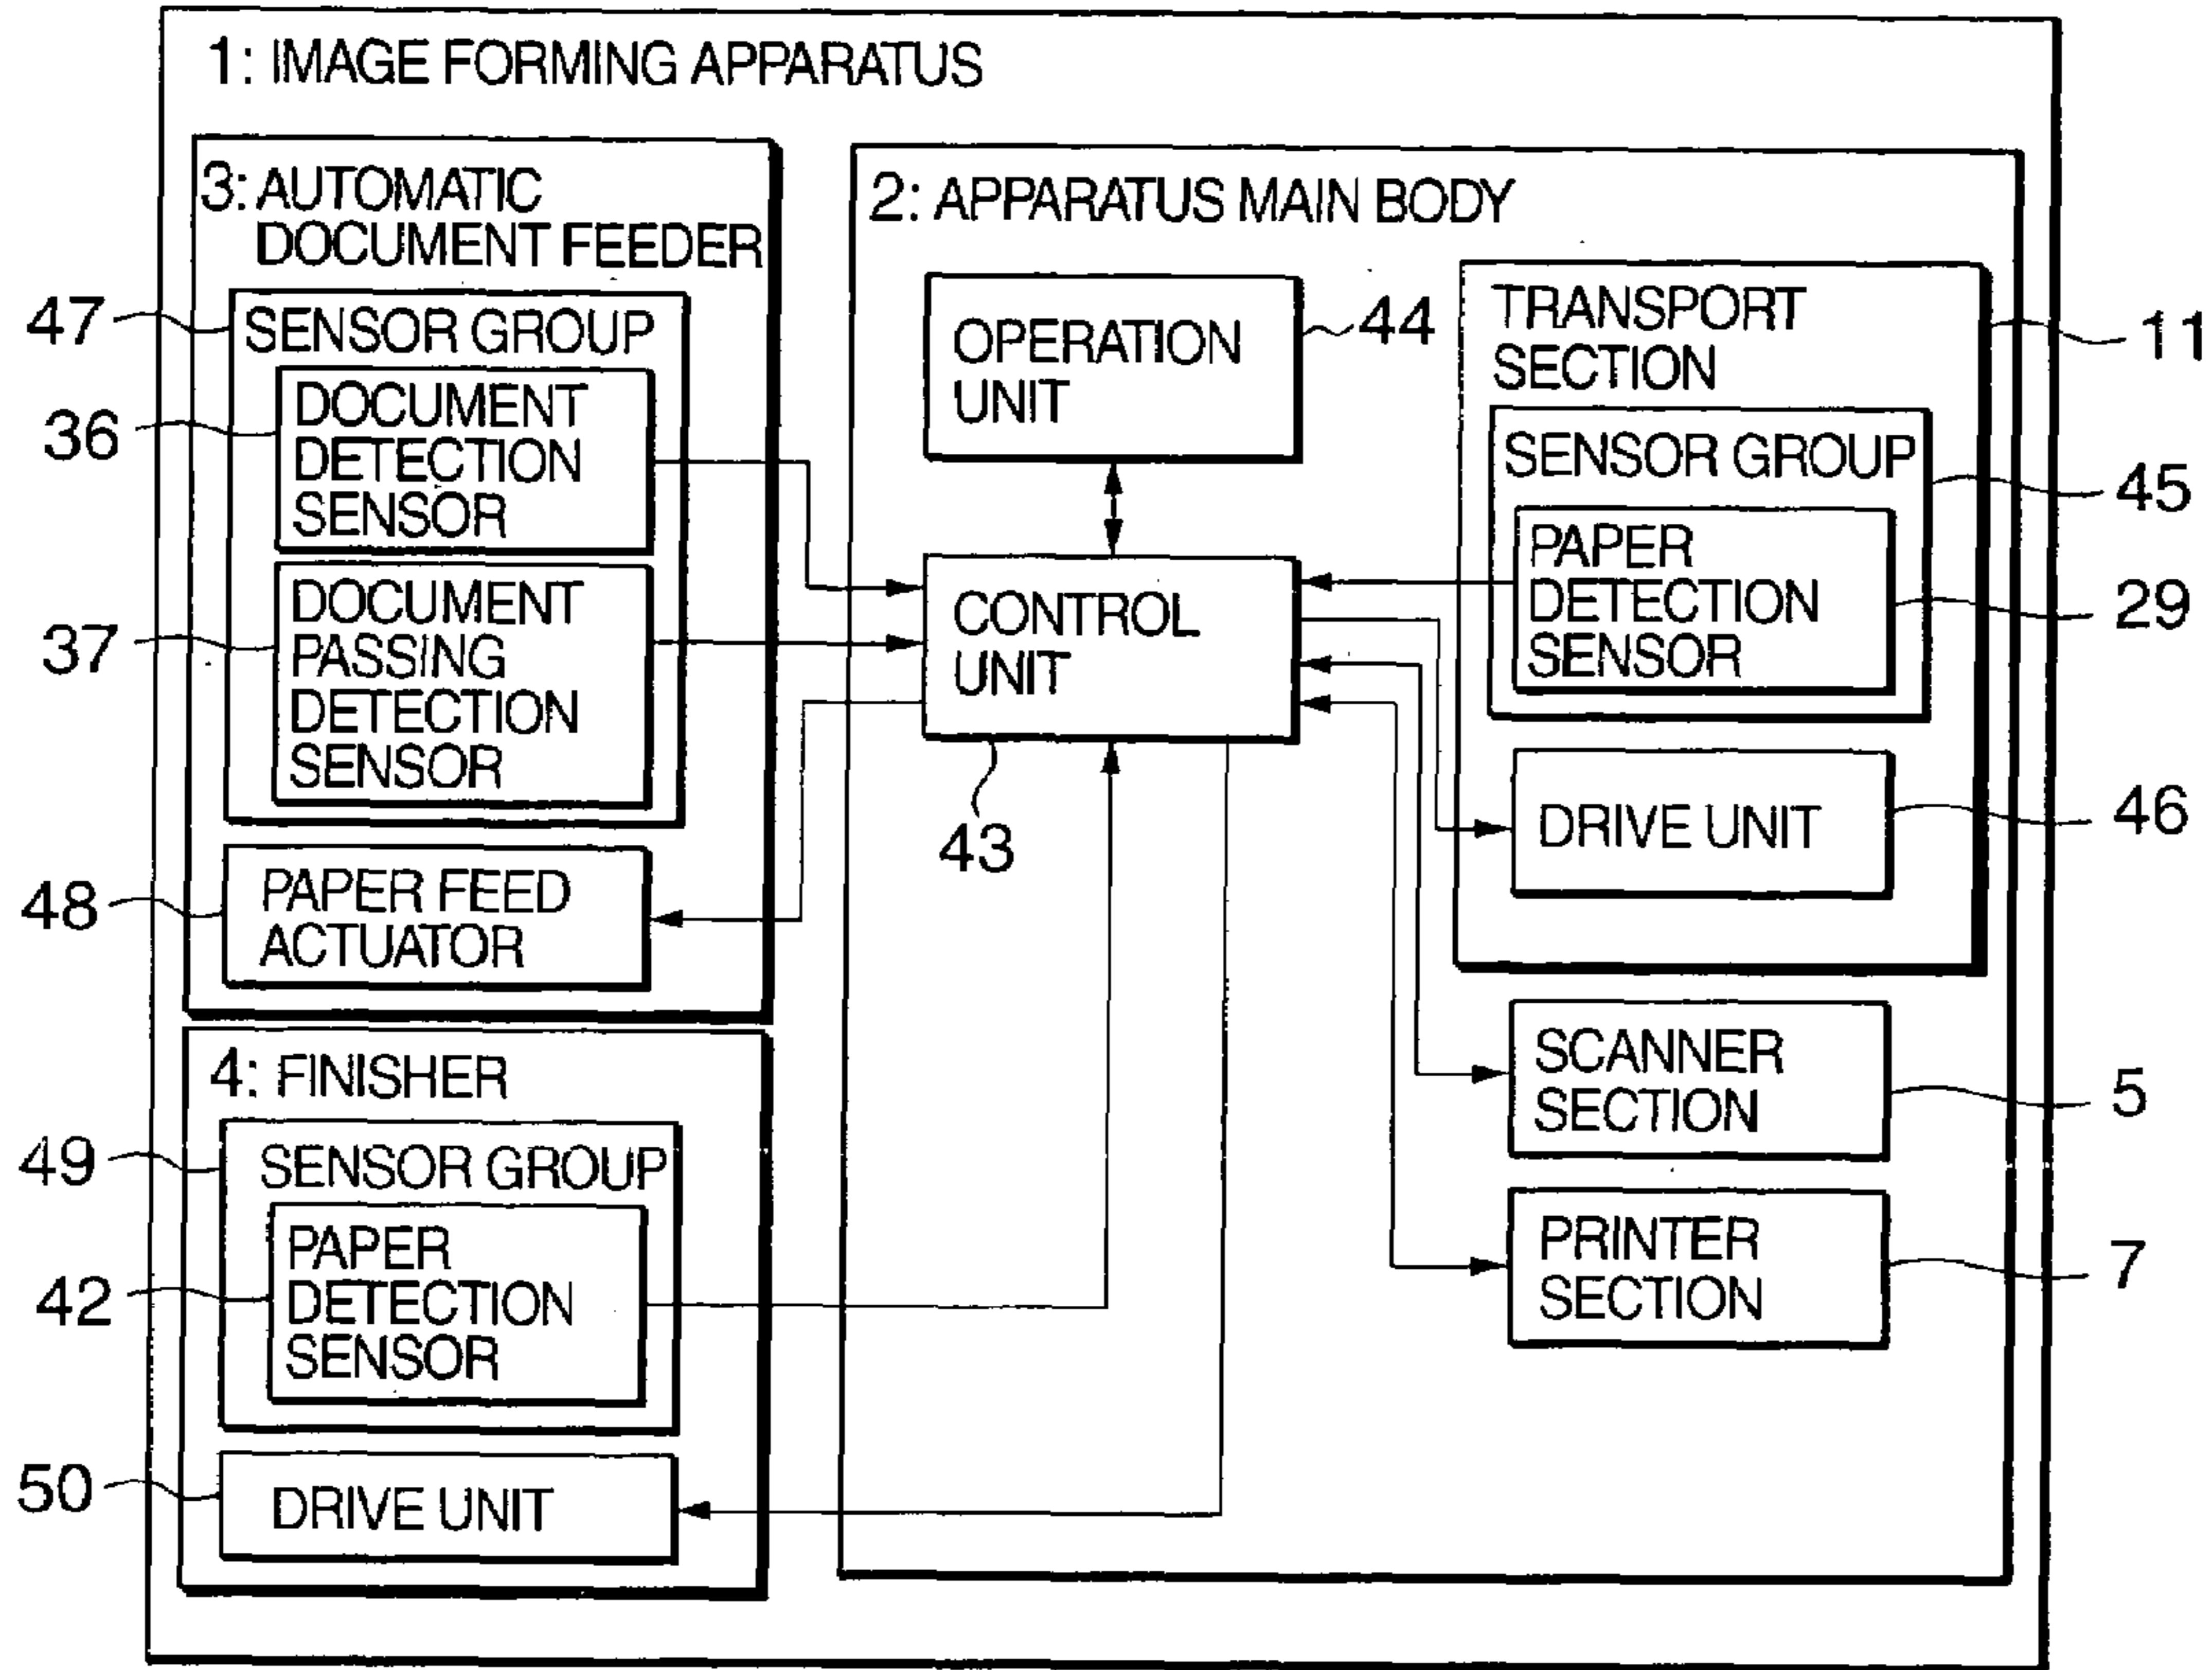 1: IMAGE FORMING APPARATUS
3: AUTOMATIC
DOCUMENT FEEDER
47
SENSOR GROUP
36
DOCUMENT
DETECTION
SENSOR
37
DOCUMENT
PASSING
DETECTION
SENSOR
48
PAPER FEED
ACTUATOR
4: FINISHER
49
SENSOR GROUP
42
PAPER
DETECTION
SENSOR
50
DRIVE UNIT
2: APPARATUS MAIN BODY
OPERATION
UNIT
44
CONTROL
UNIT
43
TRANSPORT
SECTION
11
SENSOR GROUP
45
PAPER
DETECTION
SENSOR
29
DRIVE UNIT
46
SCANNER
SECTION
5
PRINTER
SECTION
7